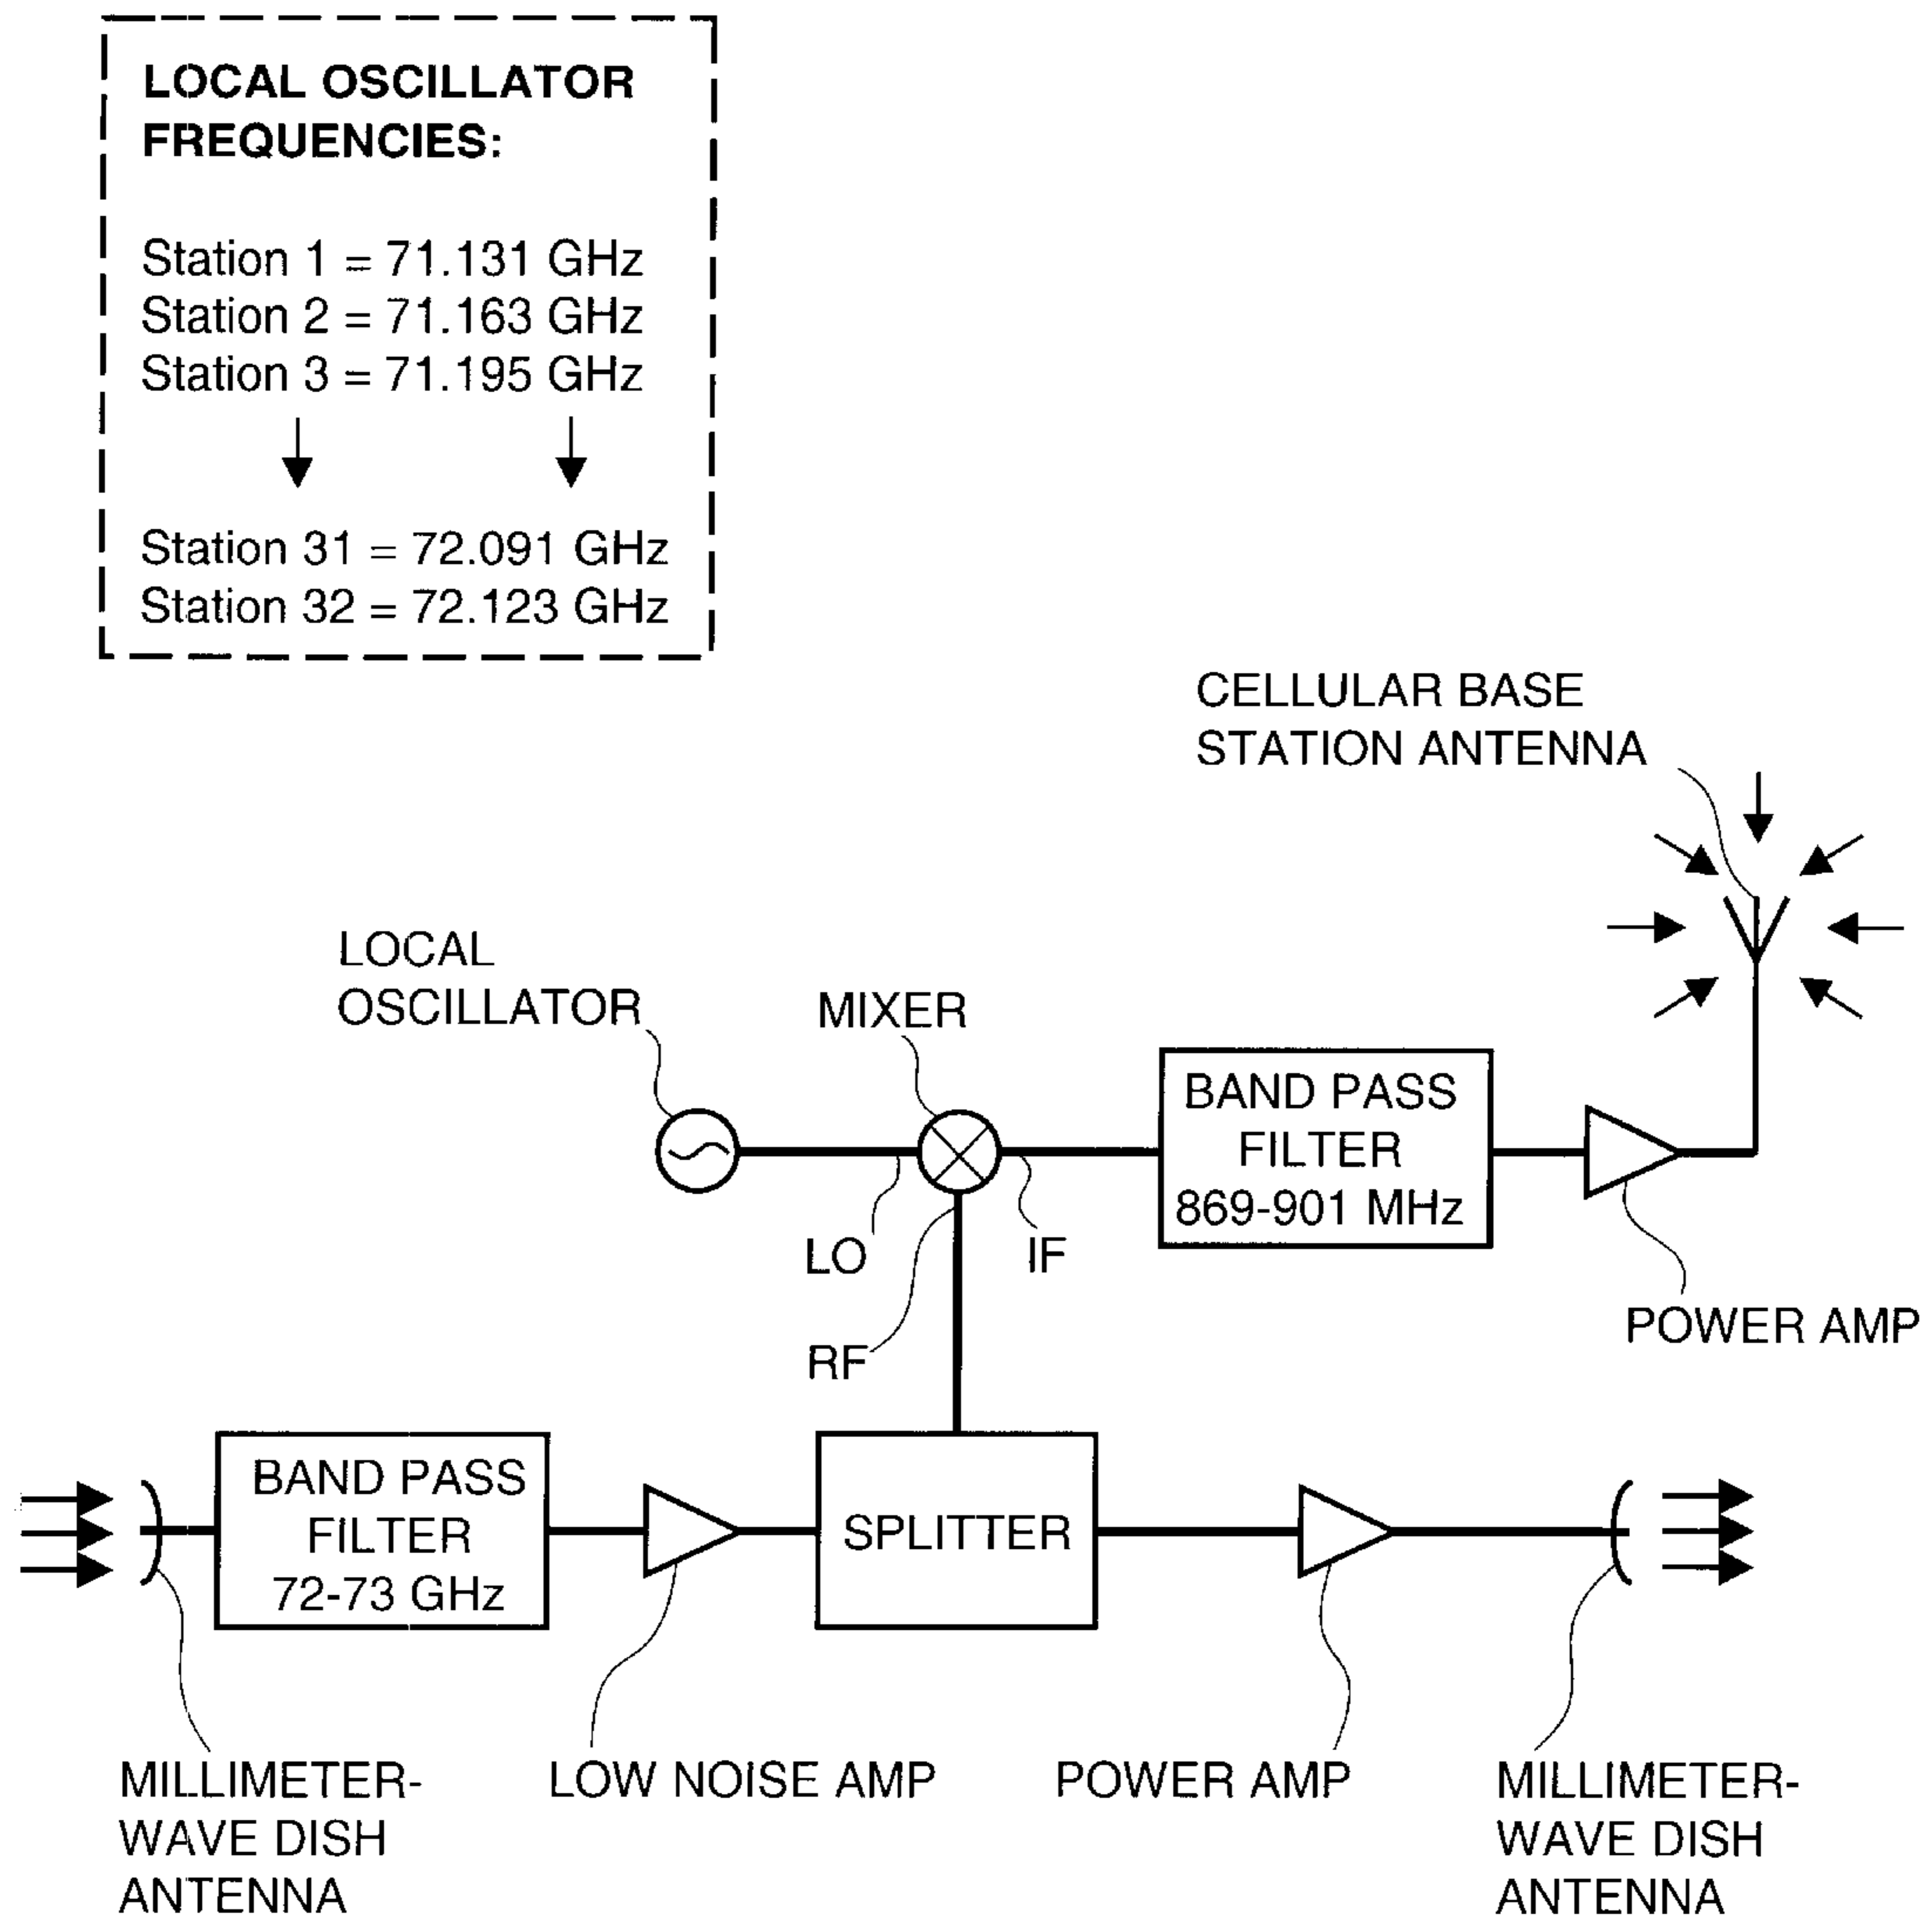 LOCAL OSCILLATOR
FREQUENCIES:
Station 1 = 71.131 GHz
Station 2 = 71.163 GHz
Station 3 = 71.195 GHz
Station 31 = 72.091 GHz
Station 32 = 72.123 GHz
CELLULAR BASE
STATION ANTENNA
LOCAL
OSCILLATOR
MIXER
BAND PASS
FILTER
869-901 MHz
LO
IF
RF
POWER AMP
BAND PASS
FILTER
72-73 GHz
SPLITTER
MILLIMETER-
WAVE DISH
ANTENNA
LOW NOISE AMP
POWER AMP
MILLIMETER-
WAVE DISH
ANTENNA